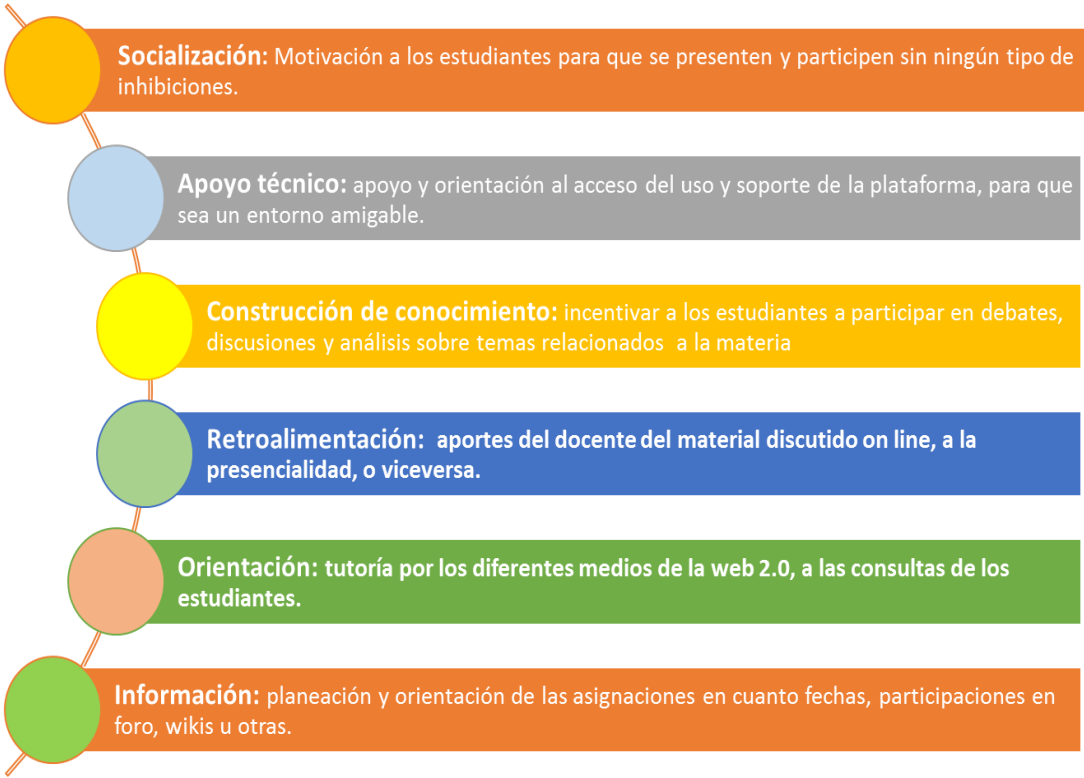 Socialización: Motivación a los estudiantes para que se presenten y participen sin ningún tipo de
inhibiciones.
Apoyo técnico: apoyo y orientación al acceso del uso y soporte de la plataforma, para que
sea un entorno amigable.
Construcción de conocimiento: incentivar a los estudiantes a participar en debates,
discusiones y análisis sobre temas relacionados a la materia
Retroalimentación: aportes del docente del material discutido on line, a la
presencialidad, o viceversa.
Orientación: tutoría por los diferentes medios de la web 2.0, a las consultas de los
estudiantes.
Información: planeación y orientación de las asignaciones en cuanto fechas, participaciones en
foro, wikis u otras.